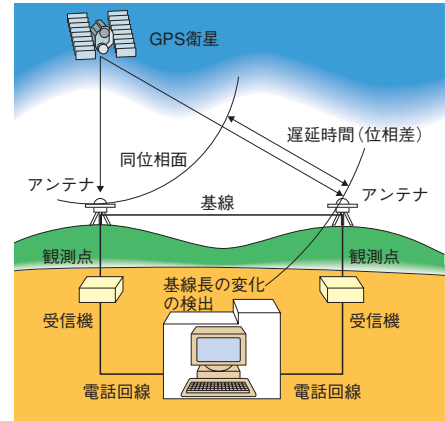 GPS衛星
遅延時間(位相差)
同位相面
アンテナ
アンテナ
基線
観測点
観測点
基線長の変化
の検出
受信機
受信機
電話回線
電話回線